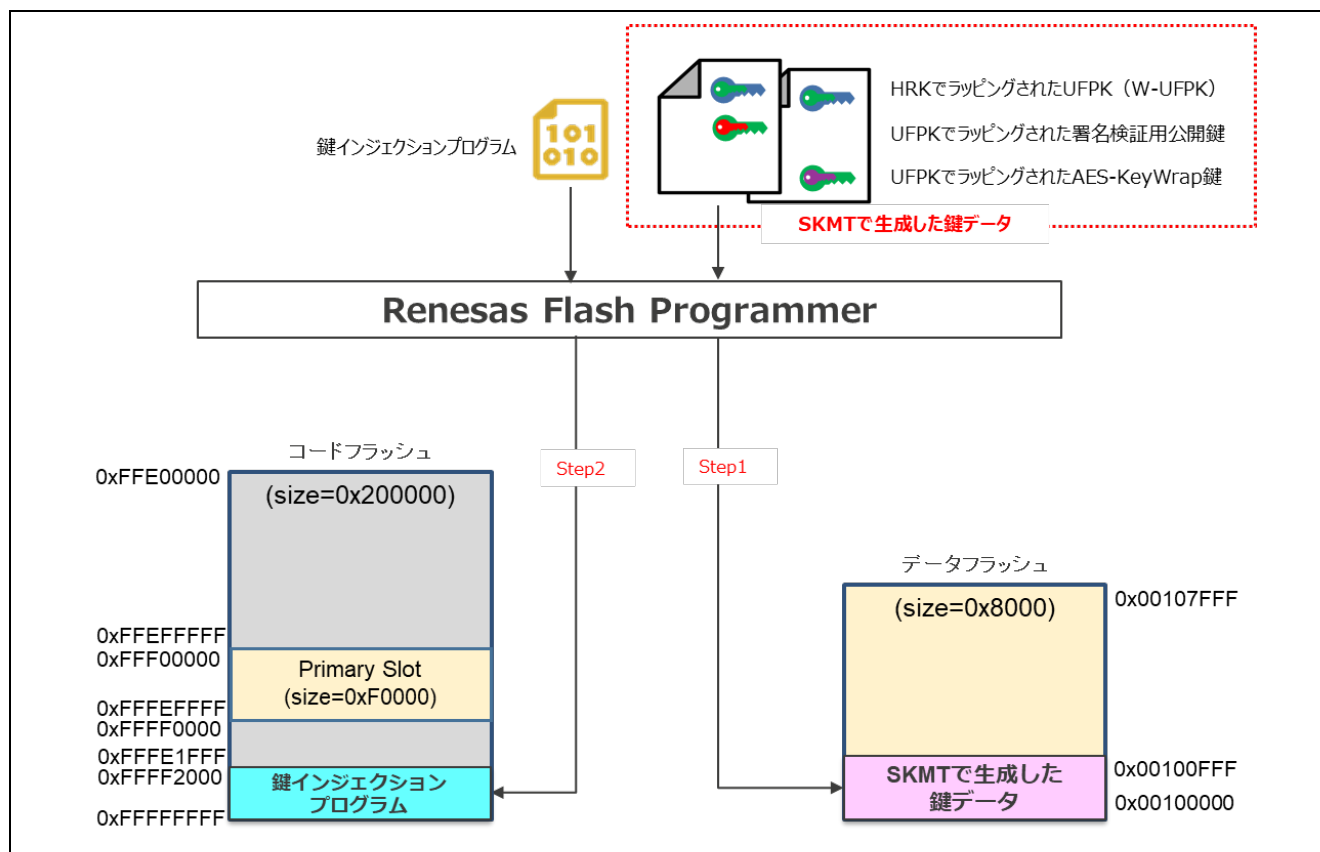 101
010
鍵インジェクションプログラム
HRKでラッピングされたUFPK（W-UFPK）
UFPKでラッピングされた署名検証用公開鍵
UFPKでラッピングされたAES-KeyWrap鍵
SKMTで生成した鍵データ
Renesas Flash Programmer
Step2
Step1
コードフラッシュ
0xFFE00000
(size=0x200000)
0xFFEFFFFF
0xFFF00000
Primary Slot
(size=0xF0000)
0xFFFEFFFF
0xFFFF0000
0xFFFE1FFF
0xFFFF2000
鍵インジェクション
プログラム
0xFFFFFFFF
データフラッシュ
(size=0x8000)
0x00107FFF
SKMTで生成した
鍵データ
0x00100FFF
0x00100000